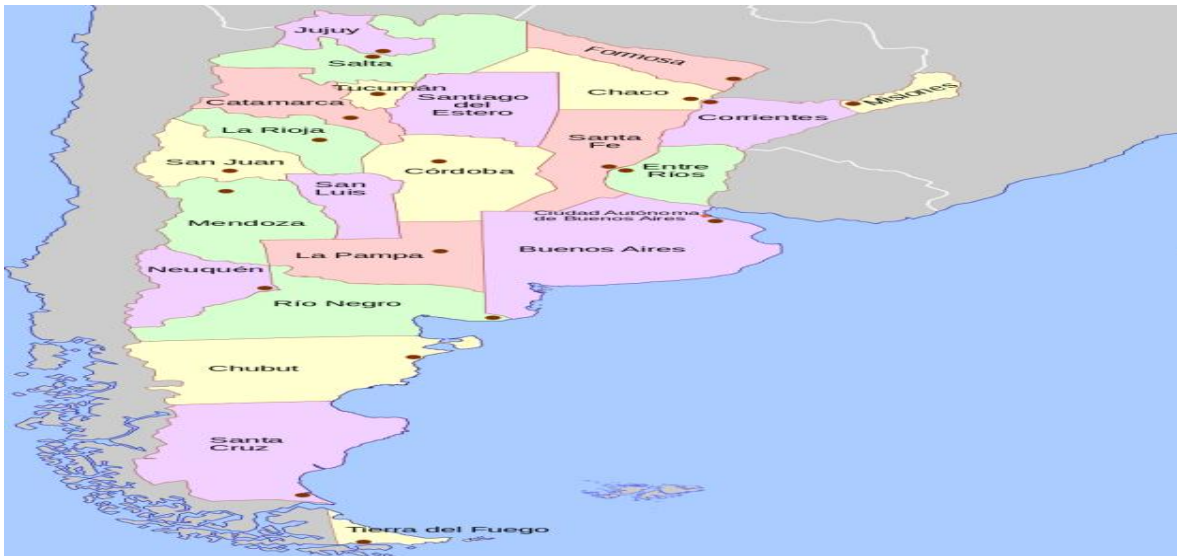 Jujuy
Salta
Formosa
Tucumán
Catamarca
Santiago
del
Estero
Chaco
Misiones
Corrientes
La Rioja
Santa
Fe
San Juan
Córdoba
Entre
Ríos
San
Luis
Mendoza
Ciudad Autónoma
de Buenos Aires
Buenos Aires
La Pampa
Neuquén
Río Negro
Chubut
Santa
Cruz
Tierra del Fuego